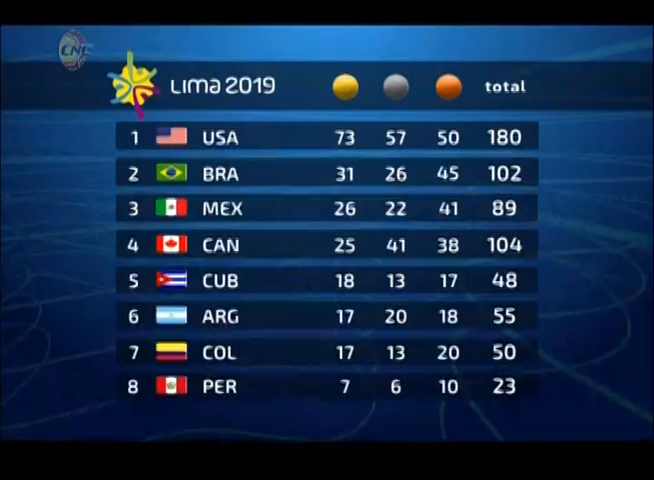 CNC
Lima 2019 total
1 USA 73 57 50 180
2 BRA 31 26 45 102
3 MEX 26 22 41 89
4 CAN 25 41 38 104
5 CUB 18 13 17 48
6 ARG 17 20 18 55
7 COL 17 13 20 50
8 PER 7 6 10 23